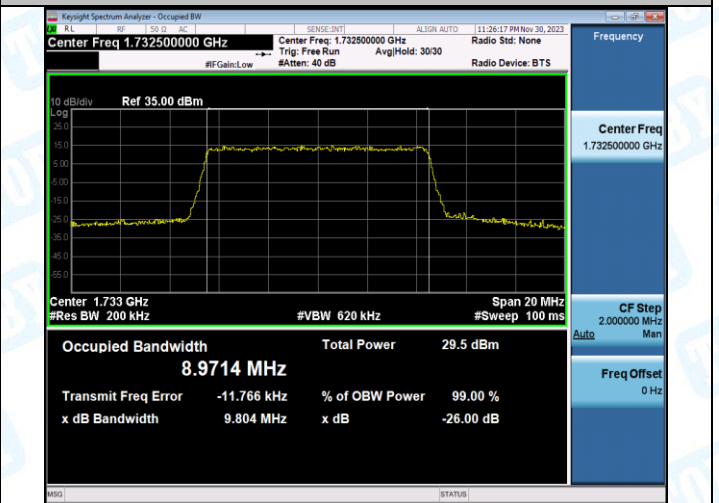 Keysight Spectrum Analyzer - Occupied BW
RL RF 50 Ω AC SENSE:INT ALIGN AUTO 11:26:17 PM Nov 30, 2023
Center Freq 1.732500000 GHz Center Freq: 1.732500000 GHz Radio Std: None Frequency
Trig: Free Run Avg|Hold: 30/30
#IFGain:Low #Atten: 40 dB Radio Device: BTS
10 dB/div Ref 35.00 dBm
Log
25.0
15.0
5.00
-5.00
-15.0
-25.0
-35.0
-45.0
-55.0
Center Freq
1.732500000 GHz
Center 1.733 GHz Span 20 MHz
#Res BW 200 kHz #VBW 620 kHz #Sweep 100 ms
CF Step
2.000000 MHz
Auto Man
Occupied Bandwidth Total Power 29.5 dBm
8.9714 MHz
Transmit Freq Error -11.766 kHz % of OBW Power 99.00 %
x dB Bandwidth 9.804 MHz x dB -26.00 dB
Freq Offset
0 Hz
MSG STATUS